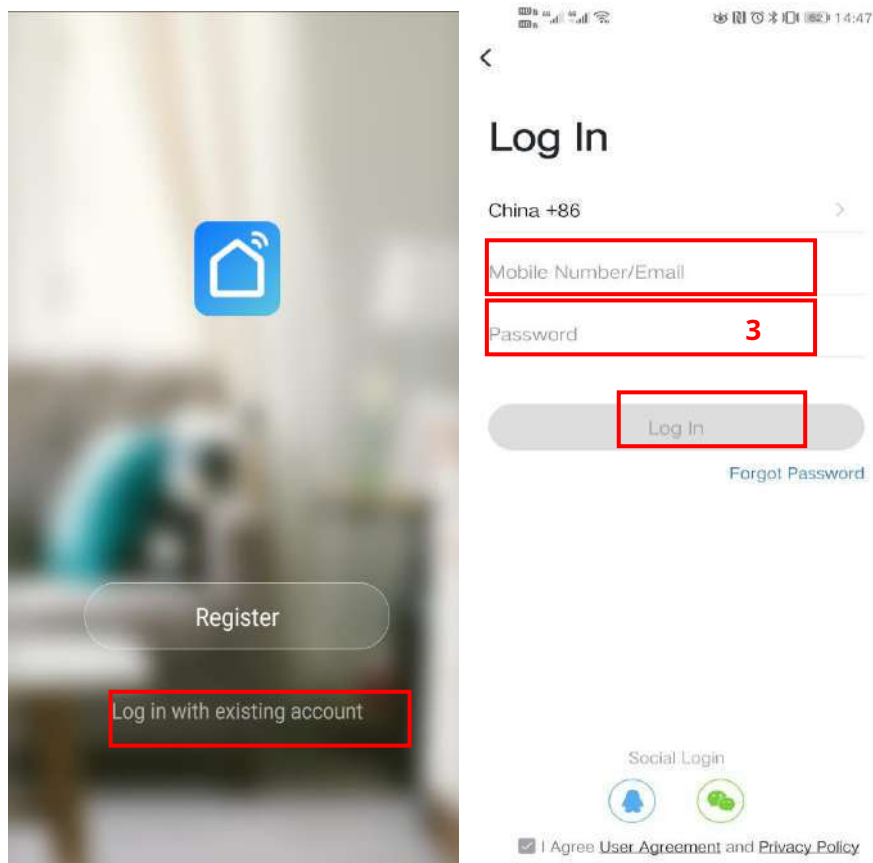 Register
Log in with existing account
14:47
Log In
China +86
Mobile Number/Email
Password
3
Log In
Forgot Password
Social Login
I Agree User Agreement and Privacy Policy